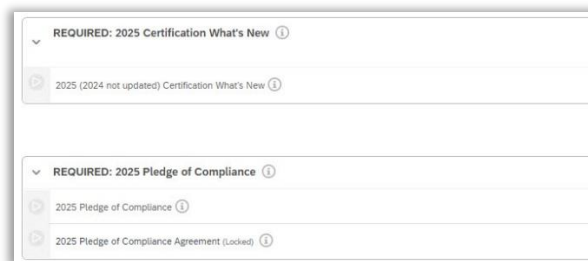 REQUIRED: 2025 Certification What's New
2025 (2024 not updated) Certification What's New
REQUIRED: 2025 Pledge of Compliance
2025 Pledge of Compliance
2025 Pledge of Compliance Agreement (Locked)